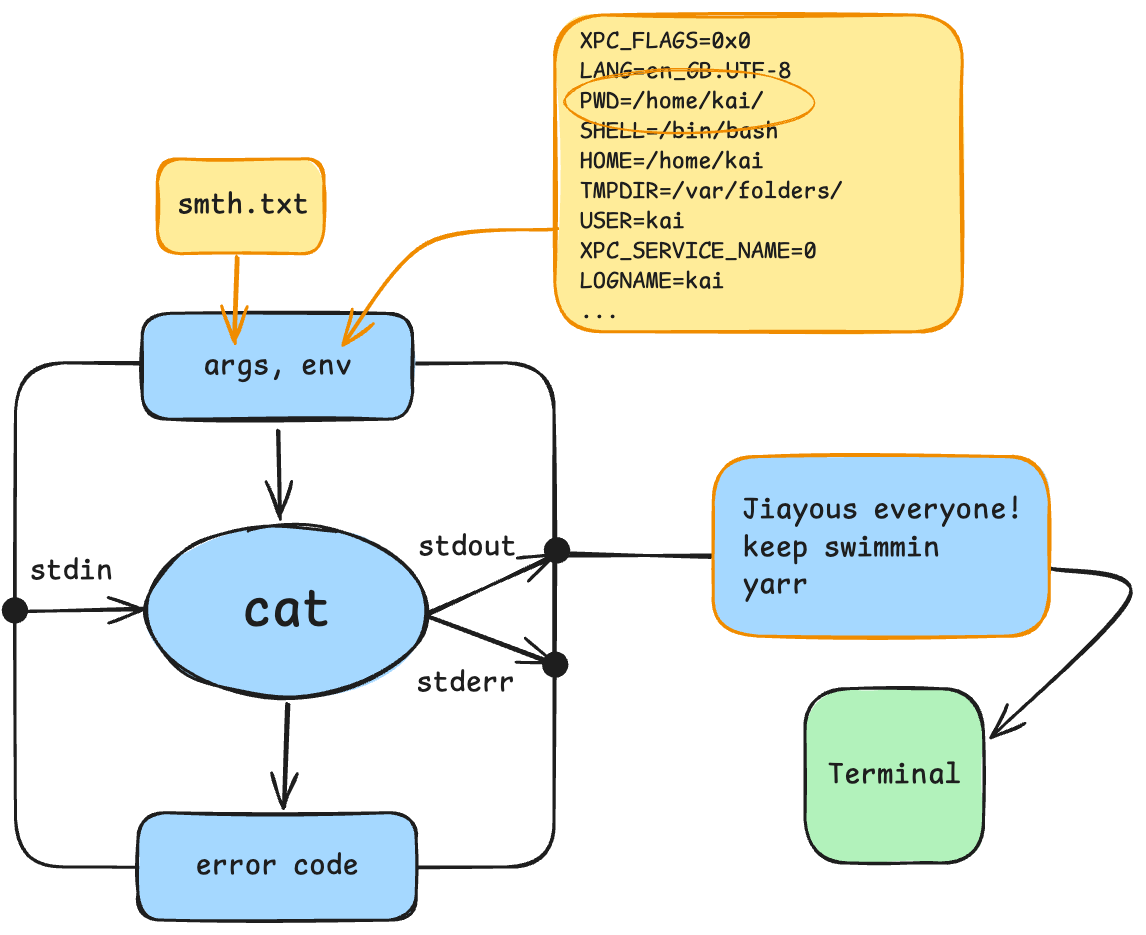 XPC_FLAGS=0x0
LANG=en_GB.UTF-8
PWD=/home/kai/
SHELL=/bin/bash
HOME=/home/kai
TMPDIR=/var/folders/
USER=kai
XPC_SERVICE_NAME=0
LOGNAME=kai
...
smth.txt
args, env
stdin
cat
stdout
stderr
error code
Jiayous everyone!
keep swimmin
yarr
Terminal